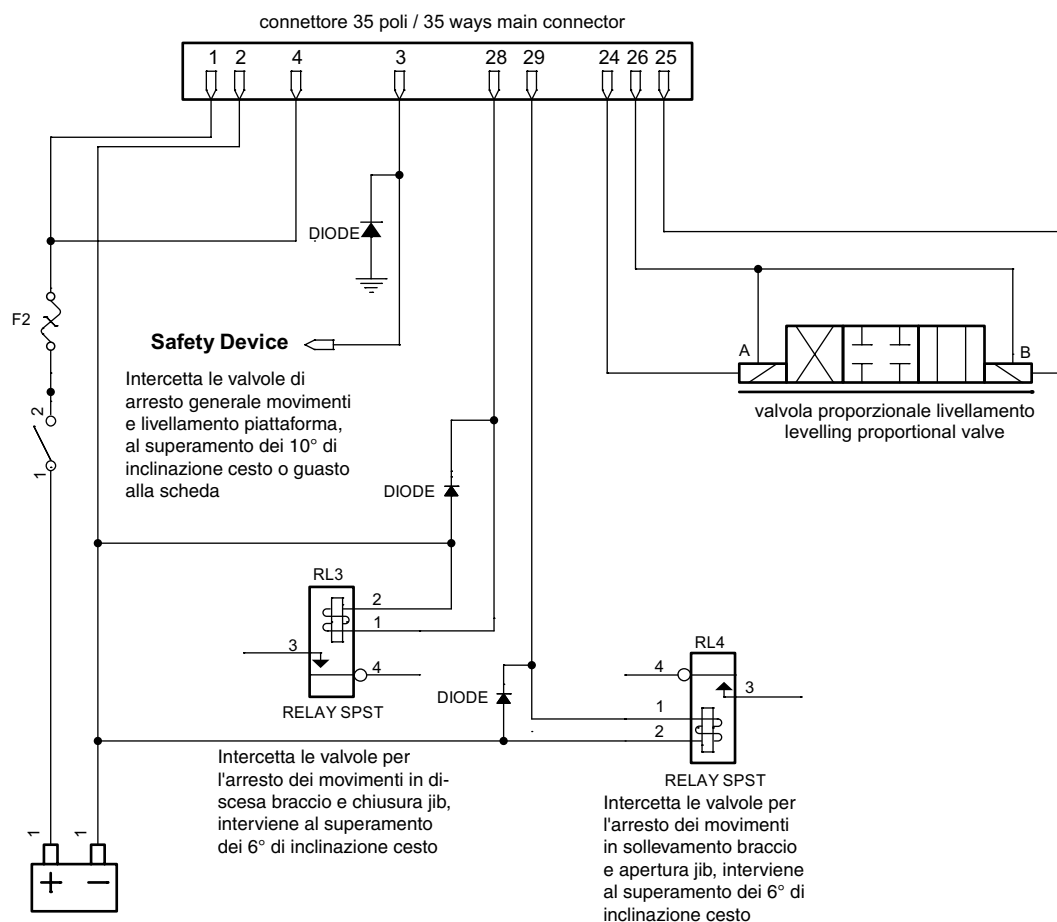 connettore 35 poli / 35 ways main connector
1 2 4 3 28 29 24 26 25
DIODE
F2
Safety Device
Intercetta le valvole di
arresto generale movimenti
e livellamento piattaforma,
al superamento dei 10° di
inclinazione cesto o guasto
alla scheda
A
B
valvola proporzionale livellamento
levelling proportional valve
2
1
DIODE
RL3
2
1
3
4
RELAY SPST
Intercetta le valvole per
l'arresto dei movimenti in di-
scesa braccio e chiusura jib,
interviene al superamento
dei 6° di inclinazione cesto
DIODE
RL4
4
3
1
2
RELAY SPST
Intercetta le valvole per
l'arresto dei movimenti
in sollevamento braccio
e apertura jib, interviene
al superamento dei 6° di
inclinazione cesto
1 1
+ −